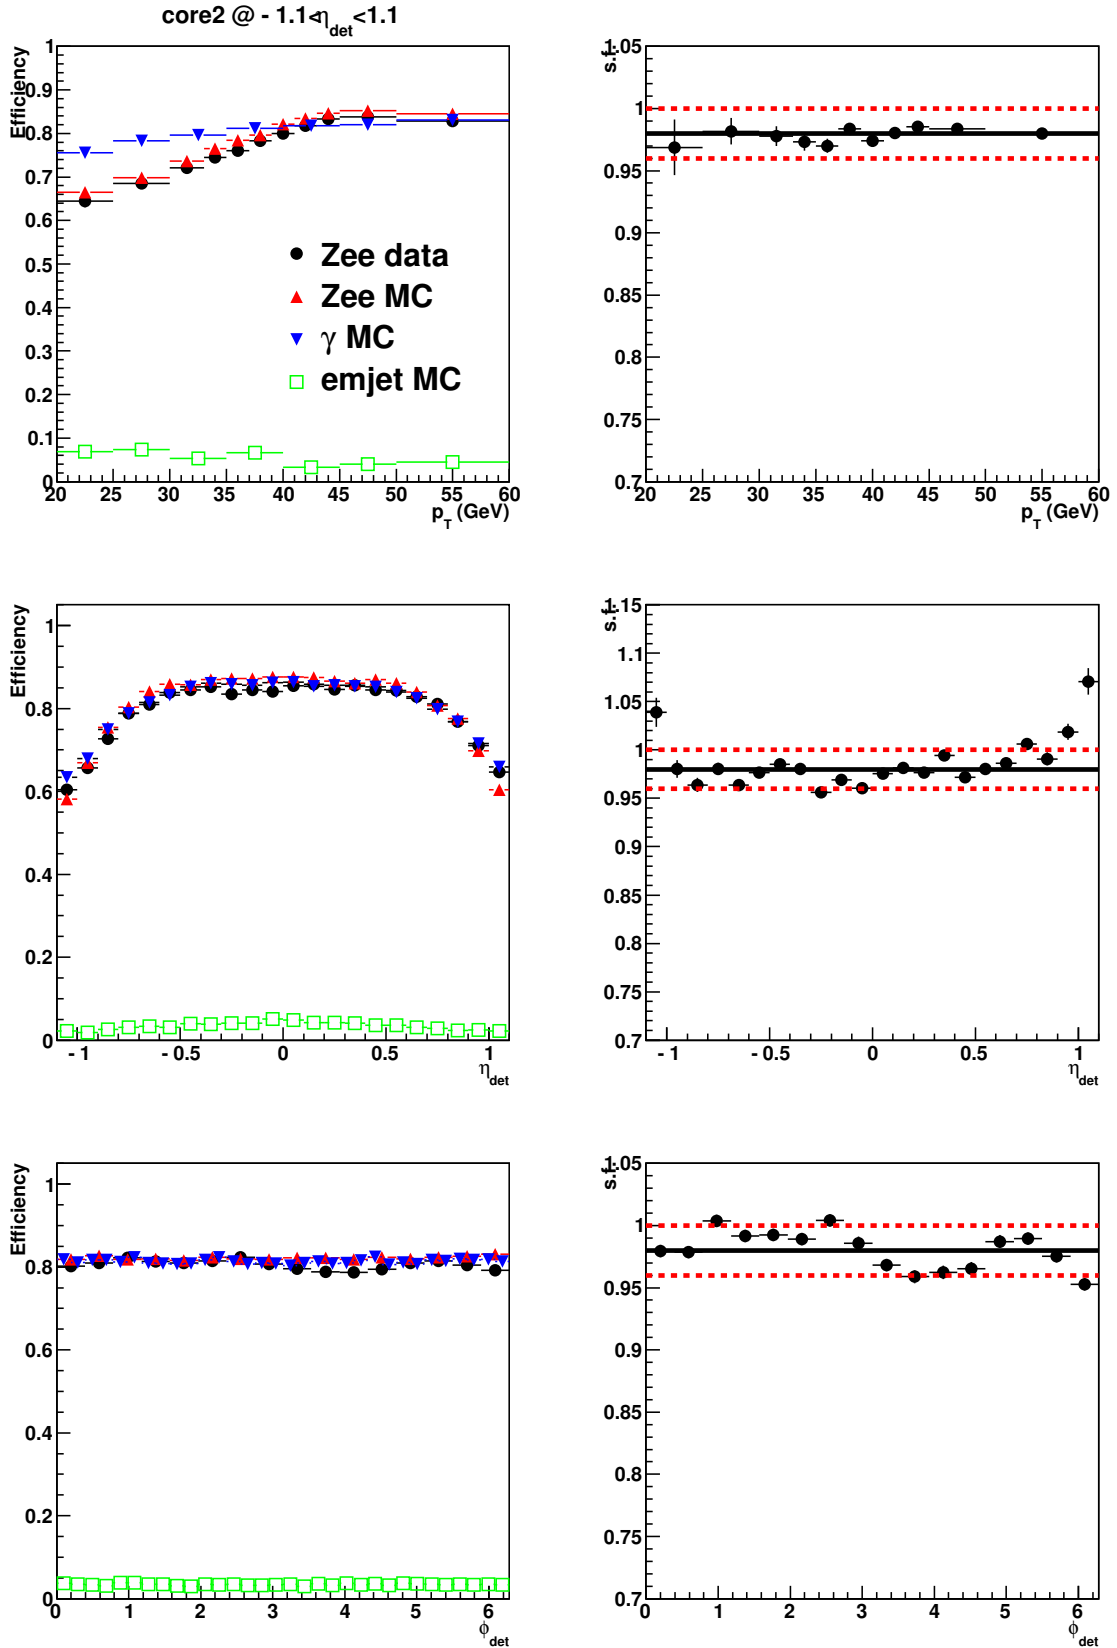 core2 @ - 1.1<η_det<1.1
Efficiency
1
0.9
0.8
0.7
0.6
0.5
0.4
0.3
0.2
0.1
0
Zee data
Zee MC
γ MC
emjet MC
20 25 30 35 40 45 50 55 60
p_T (GeV)
s.f.
1.05
1
0.95
0.9
0.85
0.8
0.75
0.7
20 25 30 35 40 45 50 55 60
p_T (GeV)
Efficiency
1
0.8
0.6
0.4
0.2
0
- 1 - 0.5 0 0.5 1
η_det
s.f.
1.15
1.1
1.05
1
0.95
0.9
0.85
0.8
0.75
0.7
- 1 - 0.5 0 0.5 1
η_det
Efficiency
1
0.8
0.6
0.4
0.2
0
0 1 2 3 4 5 6
ϕ_det
s.f.
1.05
1
0.95
0.9
0.85
0.8
0.75
0.7
0 1 2 3 4 5 6
ϕ_det